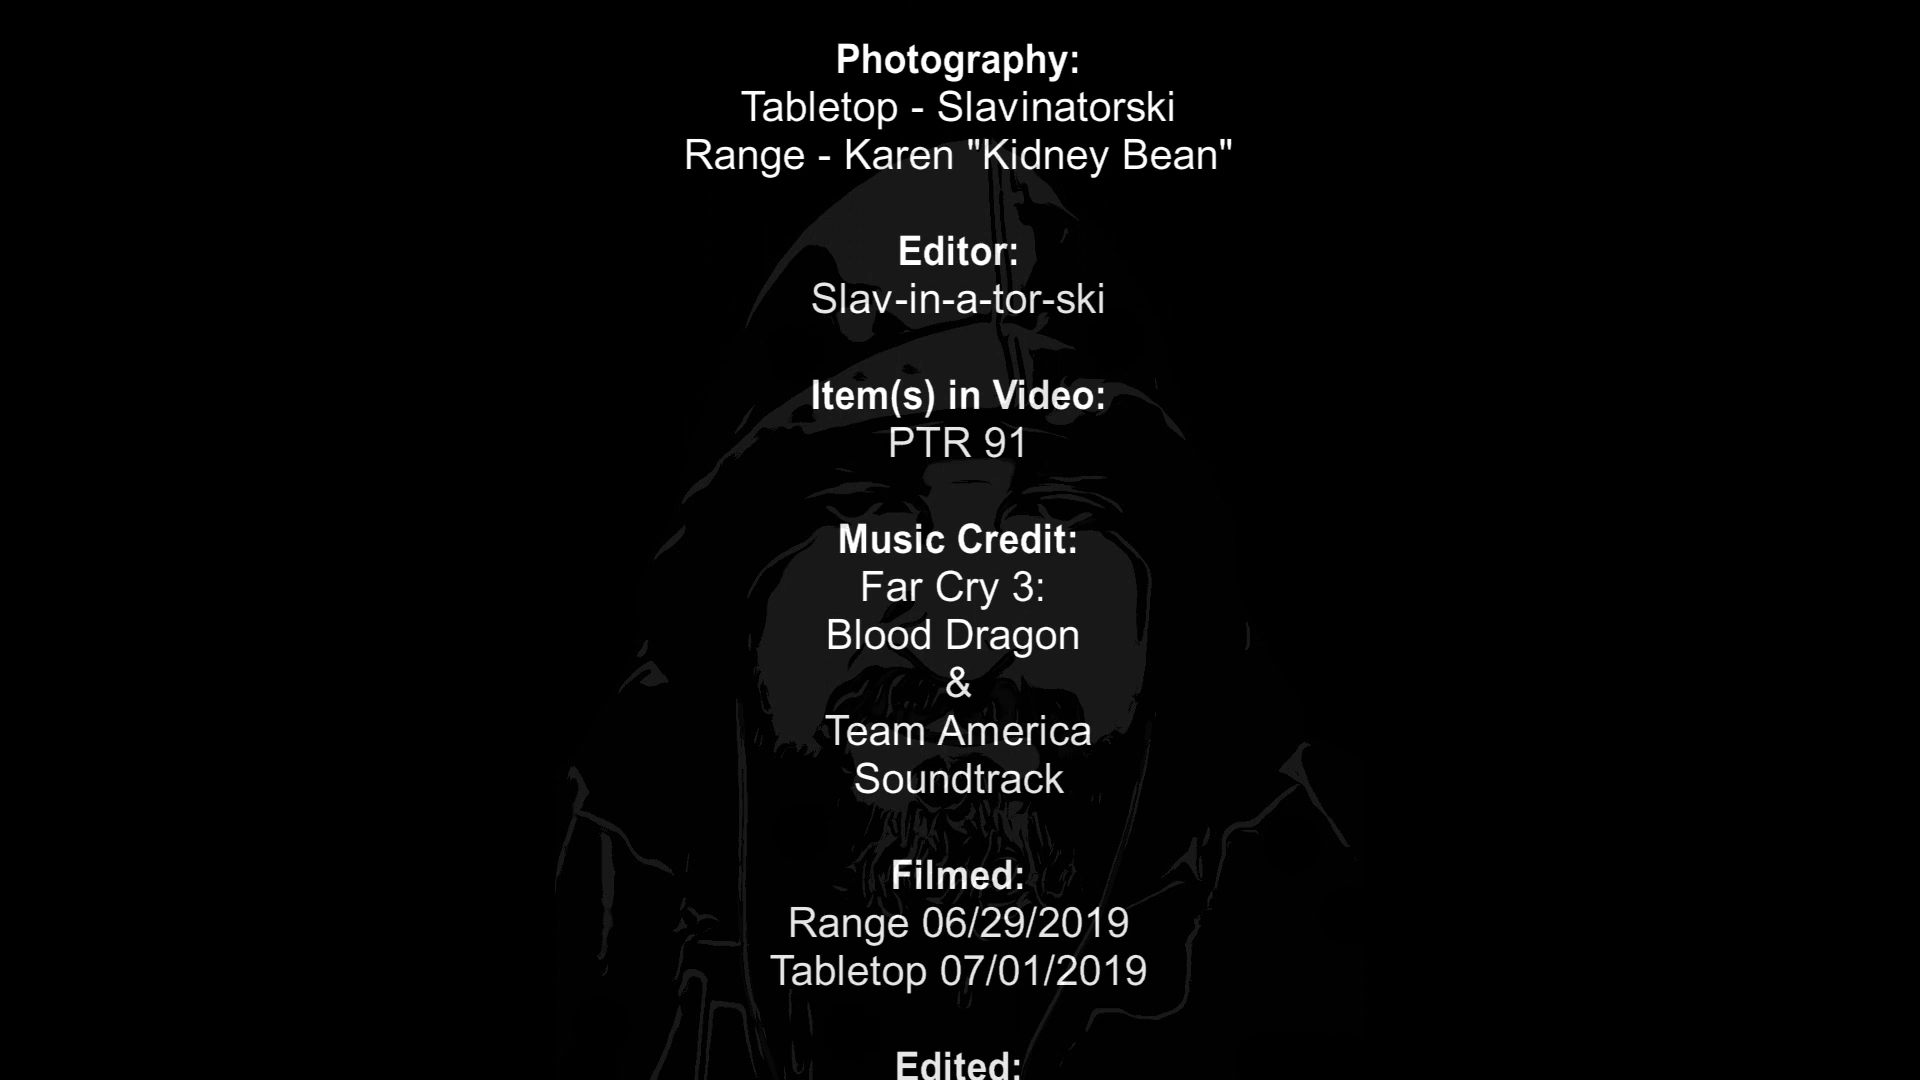 Photography:
Tabletop - Slavinatorski
Range - Karen "Kidney Bean"
Editor:
Slav-in-a-tor-ski
Item(s) in Video:
PTR 91
Music Credit:
Far Cry 3:
Blood Dragon
&
Team America
Soundtrack
Filmed:
Range 06/29/2019
Tabletop 07/01/2019
Edited: